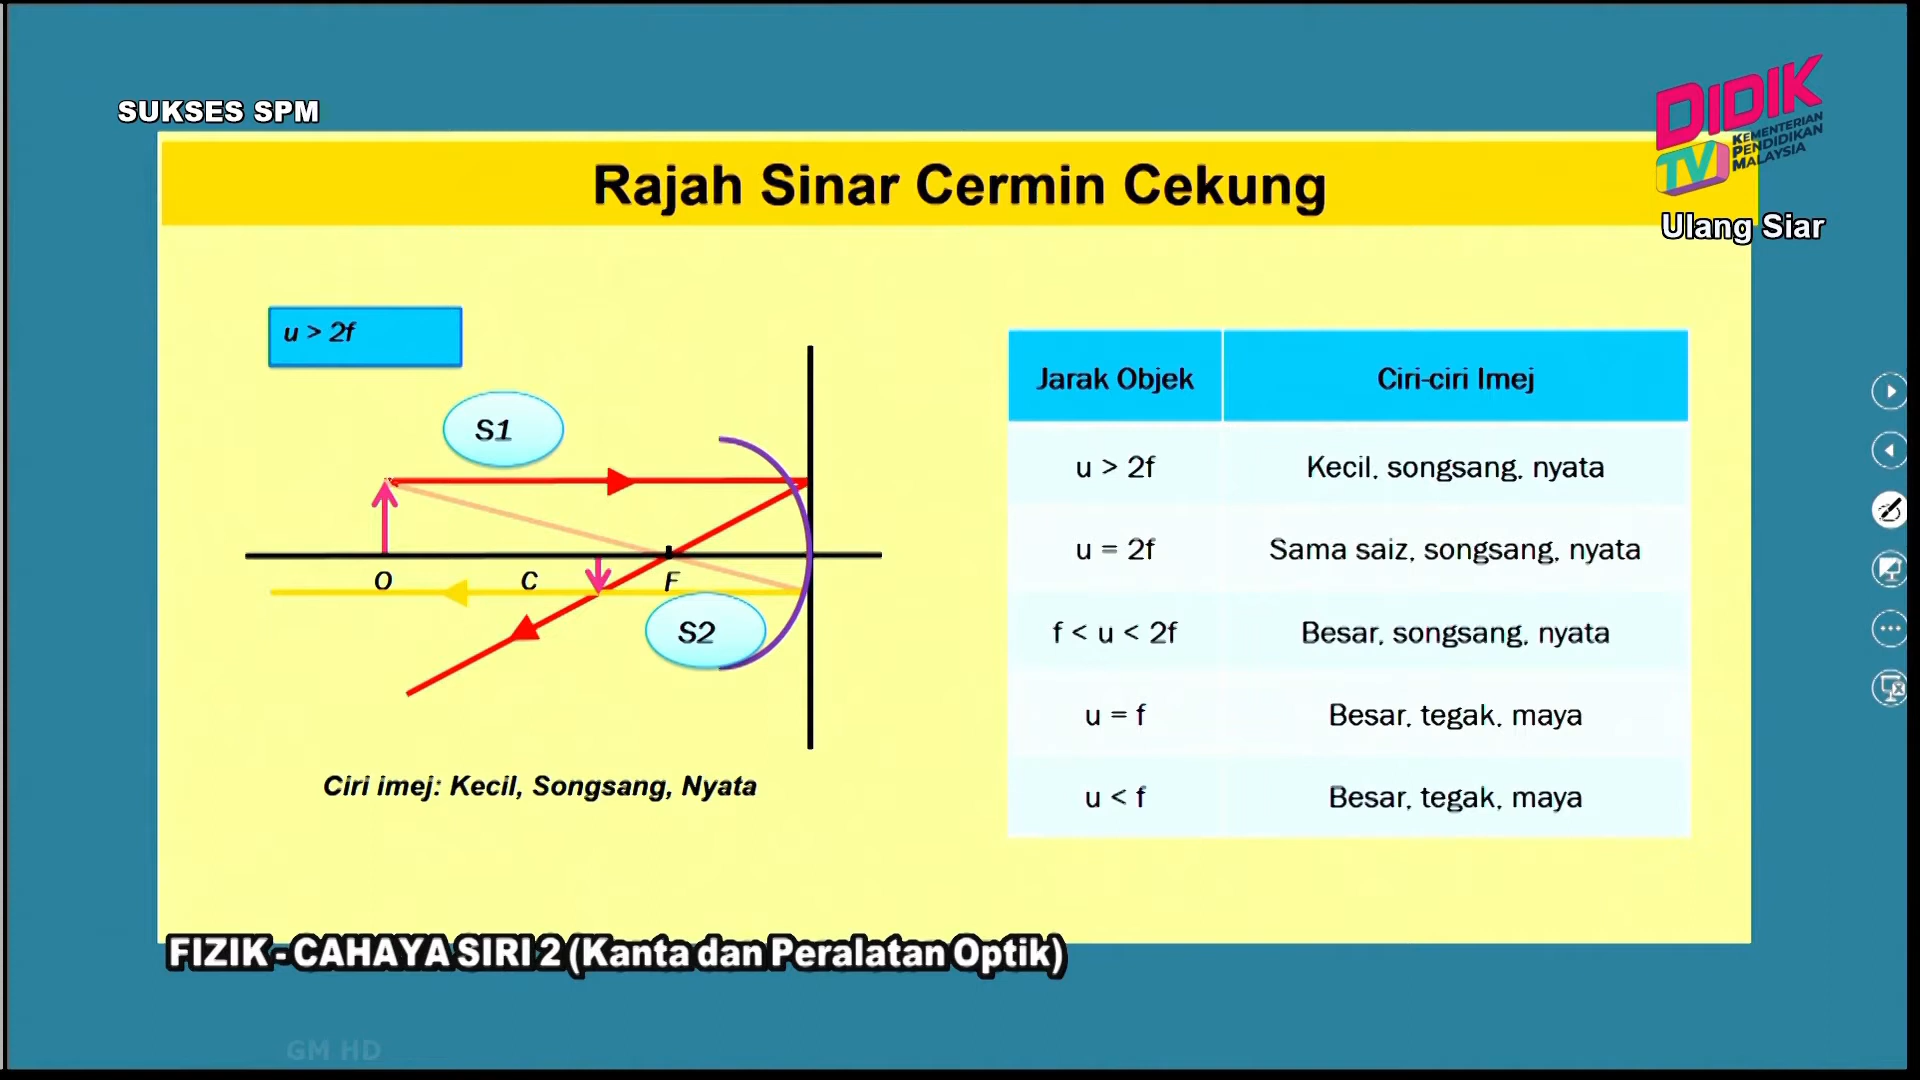 SUKSES SPM
DIDIK
TV
KEMENTERIAN
PENDIDIKAN
MALAYSIA
Ulang Siar
Rajah Sinar Cermin Cekung
u > 2f
S1
O
C
F
S2
Ciri imej: Kecil, Songsang, Nyata
Jarak Objek Ciri-ciri Imej
u > 2f Kecil, songsang, nyata
u = 2f Sama saiz, songsang, nyata
f < u < 2f Besar, songsang, nyata
u = f Besar, tegak, maya
u < f Besar, tegak, maya
FIZIK - CAHAYA SIRI 2 (Kanta dan Peralatan Optik)
GM HD